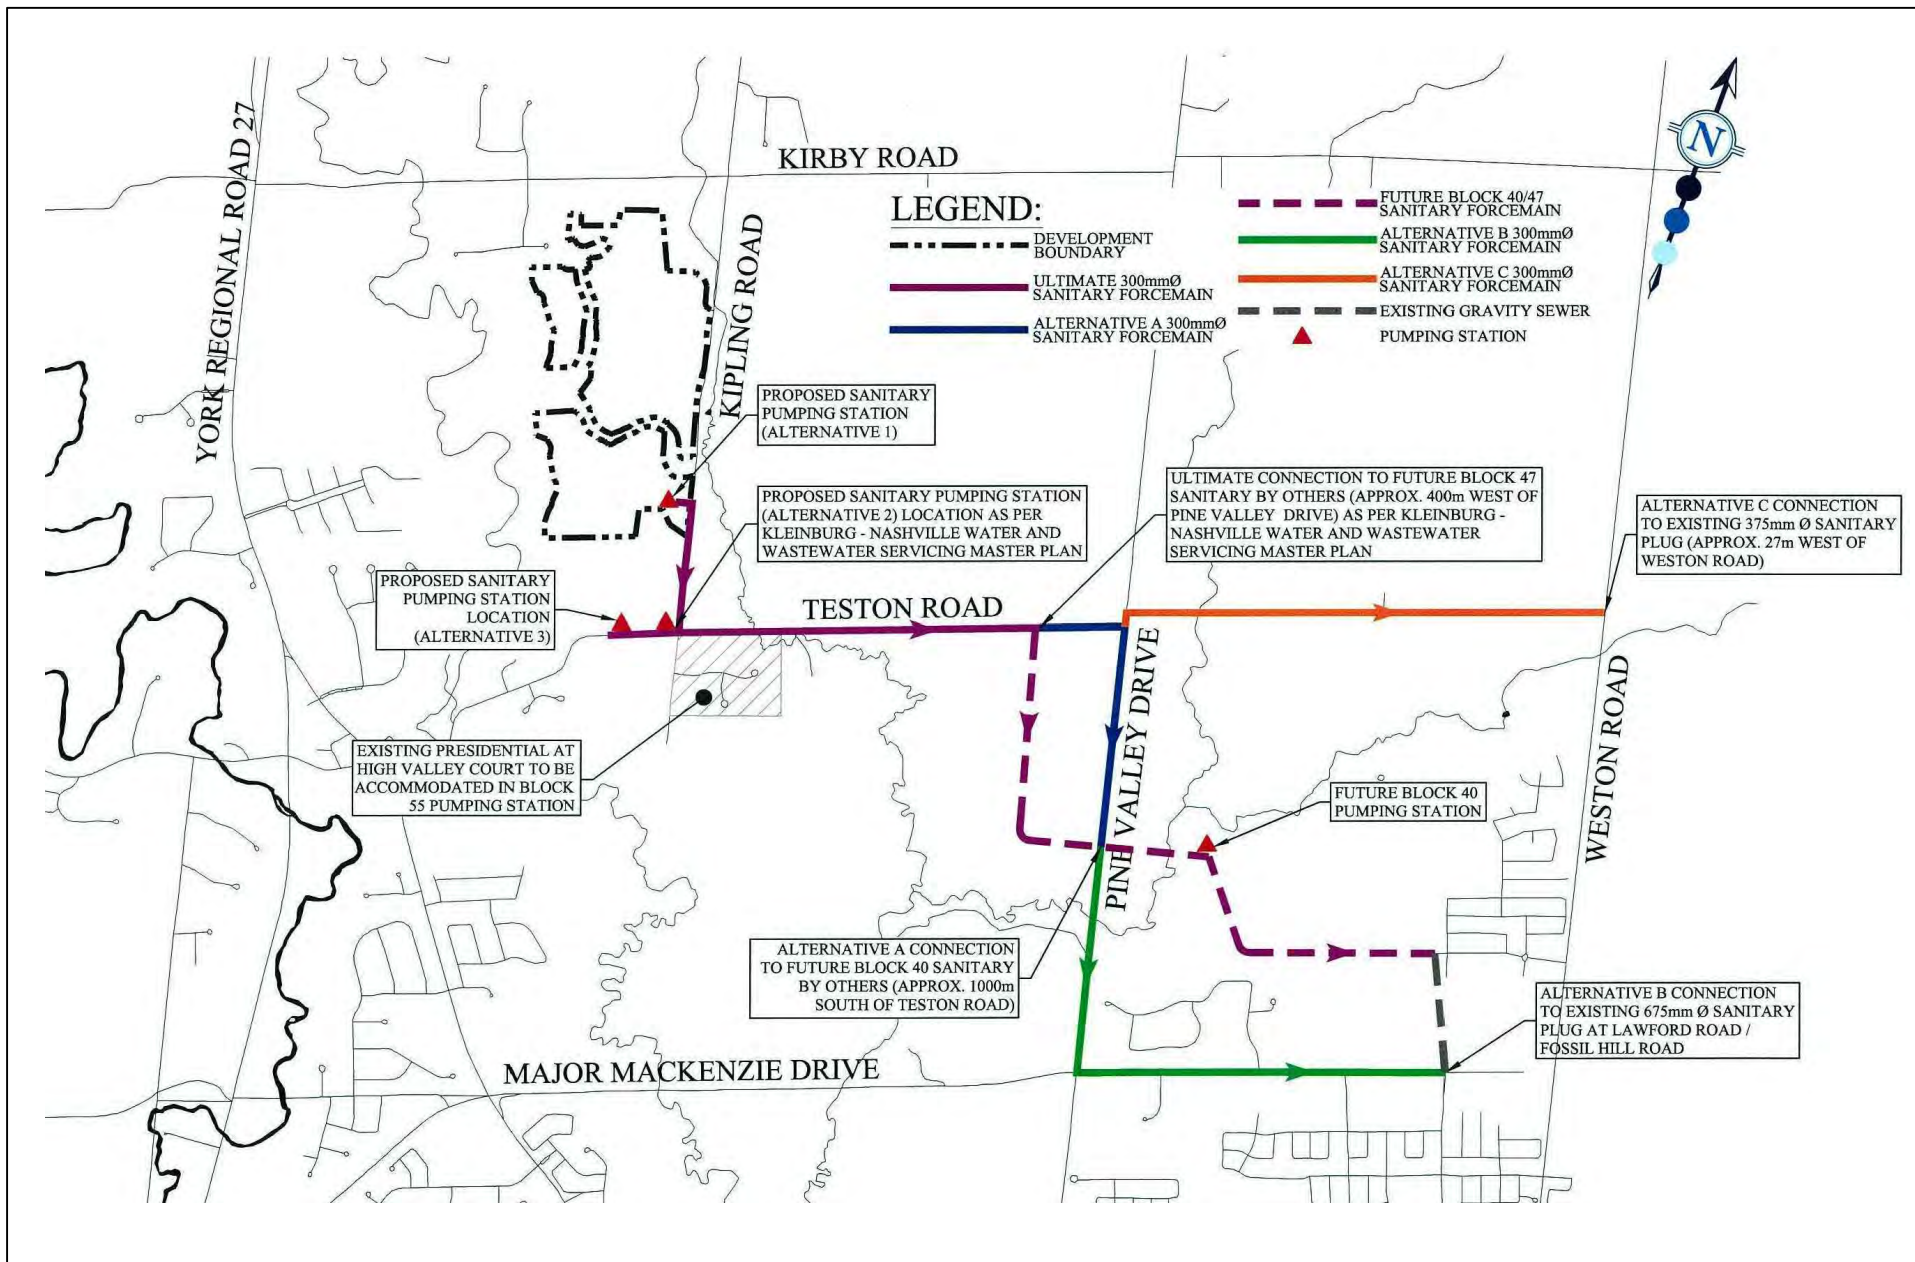 YORK REGIONAL ROAD 27
KIRBY ROAD
KIPLING ROAD
N
LEGEND:
DEVELOPMENT
BOUNDARY
ULTIMATE 300mmØ
SANITARY FORCEMAIN
ALTERNATIVE A 300mmØ
SANITARY FORCEMAIN
FUTURE BLOCK 40/47
SANITARY FORCEMAIN
ALTERNATIVE B 300mmØ
SANITARY FORCEMAIN
ALTERNATIVE C 300mmØ
SANITARY FORCEMAIN
EXISTING GRAVITY SEWER
PUMPING STATION
PROPOSED SANITARY
PUMPING STATION
(ALTERNATIVE 1)
PROPOSED SANITARY PUMPING STATION
(ALTERNATIVE 2) LOCATION AS PER
KLEINBURG - NASHVILLE WATER AND
WASTEWATER SERVICING MASTER PLAN
ULTIMATE CONNECTION TO FUTURE BLOCK 47
SANITARY BY OTHERS (APPROX. 400m WEST OF
PINE VALLEY DRIVE) AS PER KLEINBURG -
NASHVILLE WATER AND WASTEWATER
SERVICING MASTER PLAN
ALTERNATIVE C CONNECTION
TO EXISTING 375mm Ø SANITARY
PLUG (APPROX. 27m WEST OF
WESTON ROAD)
PROPOSED SANITARY
PUMPING STATION
LOCATION
(ALTERNATIVE 3)
TESTON ROAD
PINE VALLEY DRIVE
WESTON ROAD
EXISTING PRESIDENTIAL AT
HIGH VALLEY COURT TO BE
ACCOMMODATED IN BLOCK
55 PUMPING STATION
FUTURE BLOCK 40
PUMPING STATION
ALTERNATIVE A CONNECTION
TO FUTURE BLOCK 40 SANITARY
BY OTHERS (APPROX. 1000m
SOUTH OF TESTON ROAD)
ALTERNATIVE B CONNECTION
TO EXISTING 675mm Ø SANITARY
PLUG AT LAWFORD ROAD /
FOSSIL HILL ROAD
MAJOR MACKENZIE DRIVE